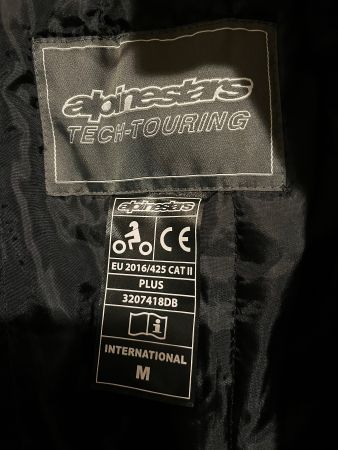 alpinestars
TECH-TOURING
alpinestars
CE
EU 2016/425 CAT II
PLUS
3207418DB
i
INTERNATIONAL
M